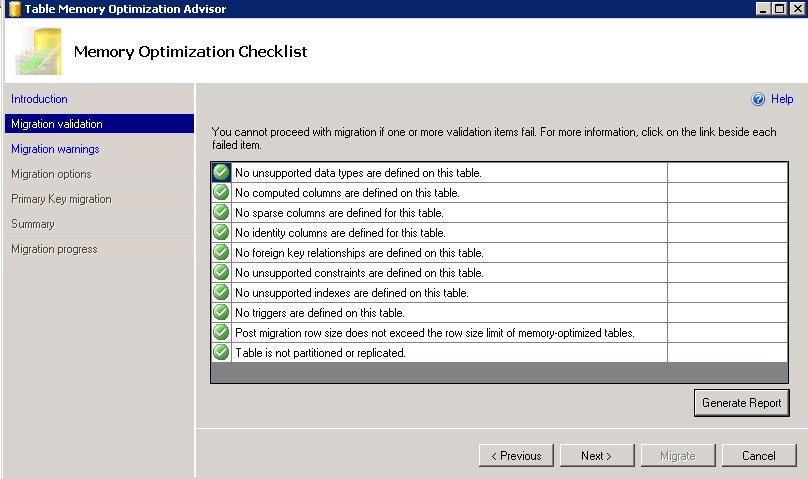 Table Memory Optimization Advisor
Memory Optimization Checklist
Introduction
Migration validation
Migration warnings
Migration options
Primary Key migration
Summary
Migration progress
Help
You cannot proceed with migration if one or more validation items fail. For more information, click on the link beside each
failed item.
No unsupported data types are defined on this table.
No computed columns are defined on this table.
No sparse columns are defined for this table.
No identity columns are defined for this table.
No foreign key relationships are defined on this table.
No unsupported constraints are defined on this table.
No unsupported indexes are defined on this table.
No triggers are defined on this table.
Post migration row size does not exceed the row size limit of memory-optimized tables.
Table is not partitioned or replicated.
Generate Report
< Previous
Next >
Migrate
Cancel